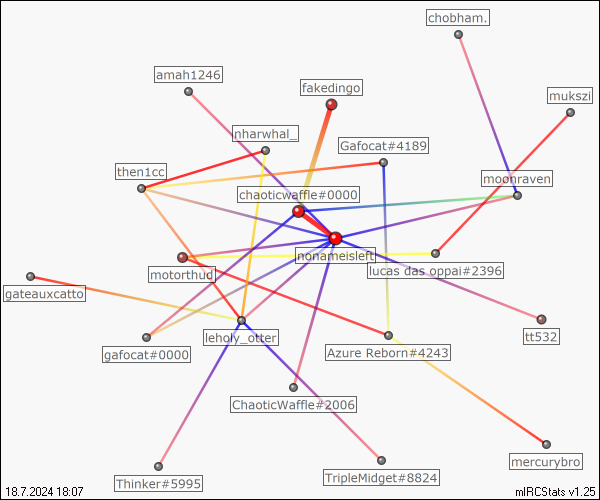 chobham.
amah1246
fakedingo
mukszi
nharwhal_
Gafocat#4189
then1cc
moonraven
chaoticwaffle#0000
nonameisleft
lucas das oppai#2396
motorthud
gateauxcatto
leholy_otter
tt532
gafocat#0000
Azure Reborn#4243
ChaoticWaffle#2006
mercurybro
TripleMidget#8824
Thinker#5995
18.7.2024 18:07
mIRCStats v1.25